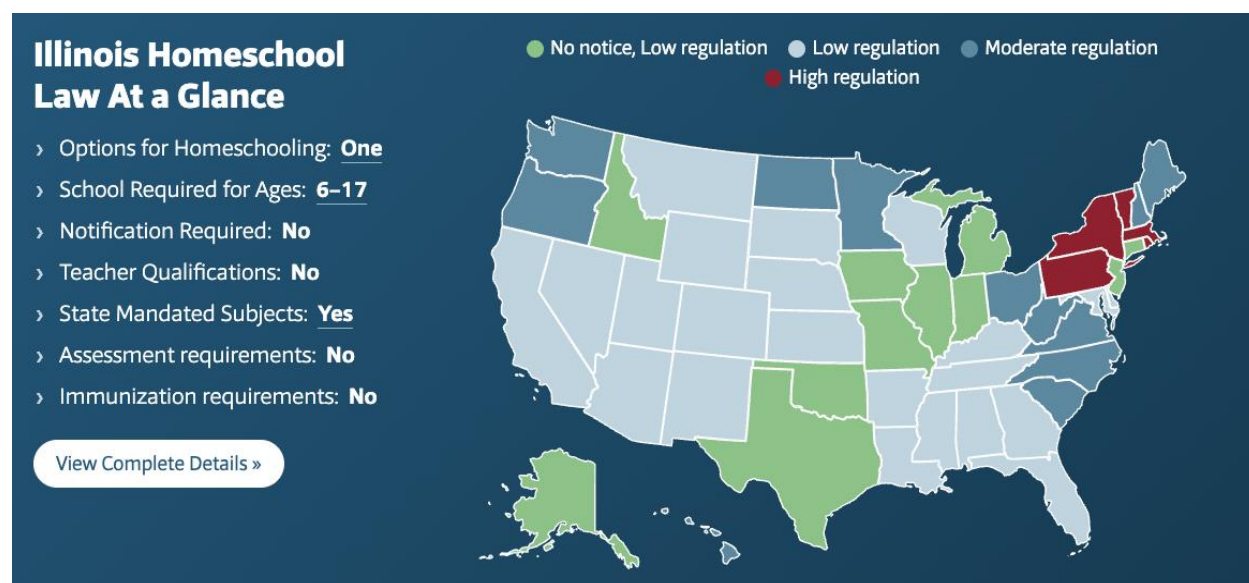 Illinois Homeschool
Law At a Glance
› Options for Homeschooling: One
› School Required for Ages: 6–17
› Notification Required: No
› Teacher Qualifications: No
› State Mandated Subjects: Yes
› Assessment requirements: No
› Immunization requirements: No
View Complete Details »
No notice, Low regulation
Low regulation
Moderate regulation
High regulation